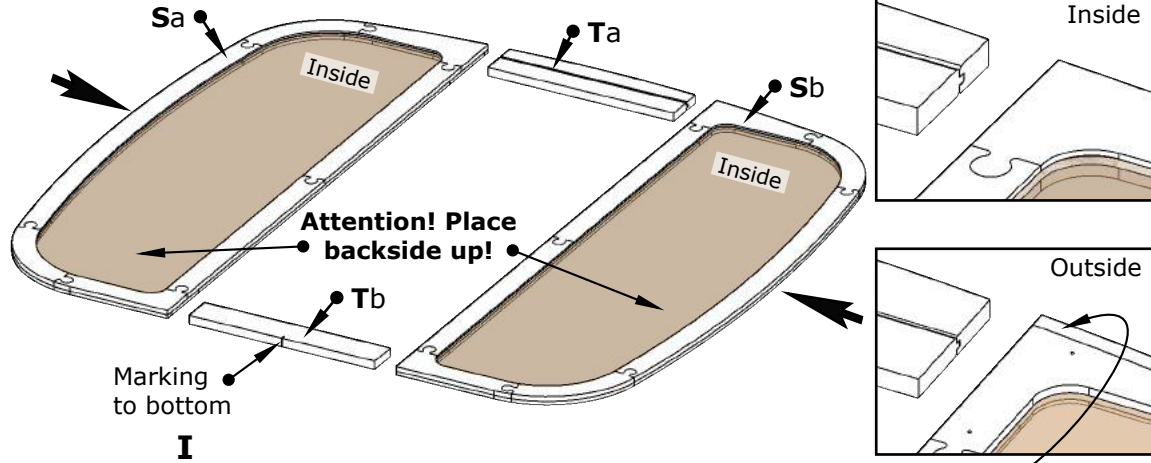 Sa
Inside
Ta
Sb
Inside
Attention! Place
backside up!
Tb
Marking
to bottom
I
Inside
Outside